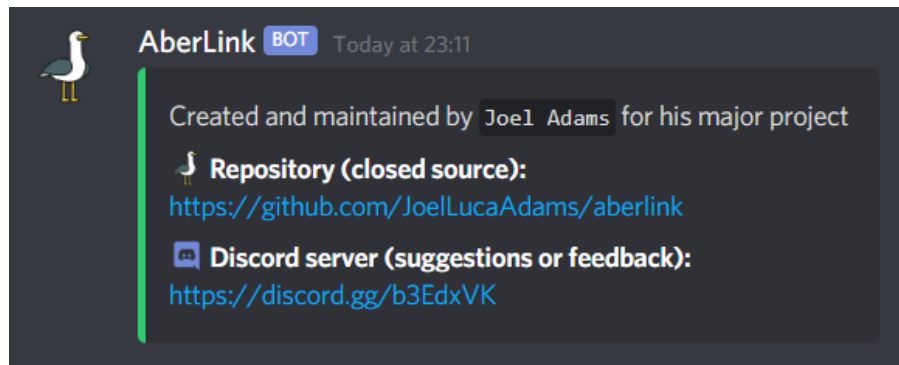 AberLink BOT Today at 23:11
Created and maintained by Joel Adams for his major project
Repository (closed source):
https://github.com/JoelLucaAdams/aberlink
Discord server (suggestions or feedback):
https://discord.gg/b3EdxVK